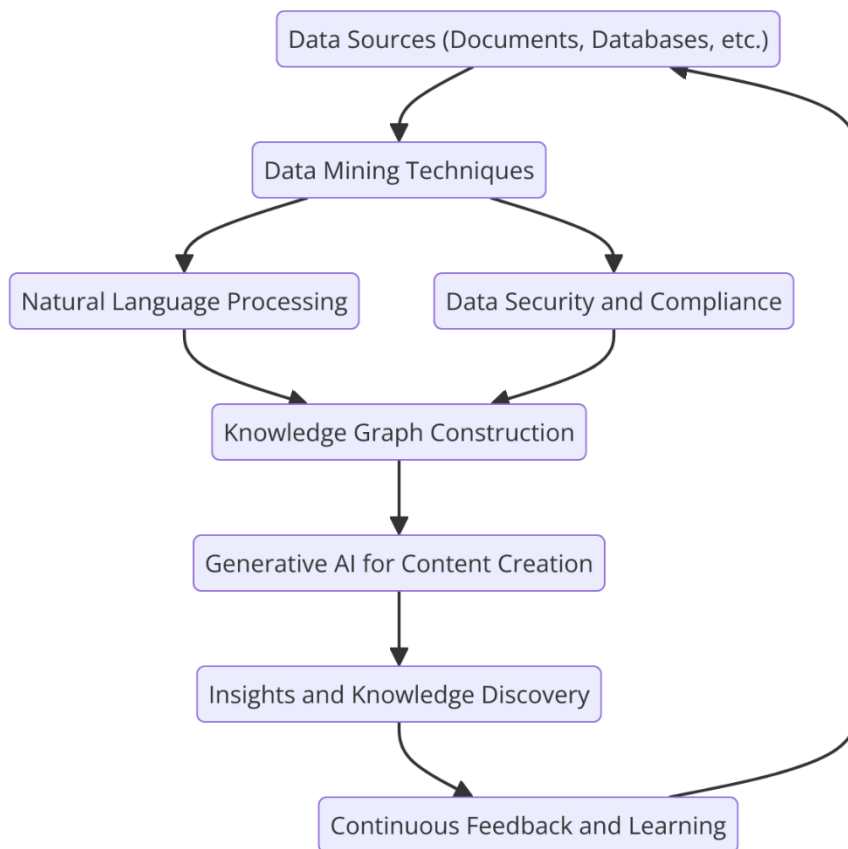 Data Sources (Documents, Databases, etc.)
Data Mining Techniques
Natural Language Processing
Data Security and Compliance
Knowledge Graph Construction
Generative AI for Content Creation
Insights and Knowledge Discovery
Continuous Feedback and Learning